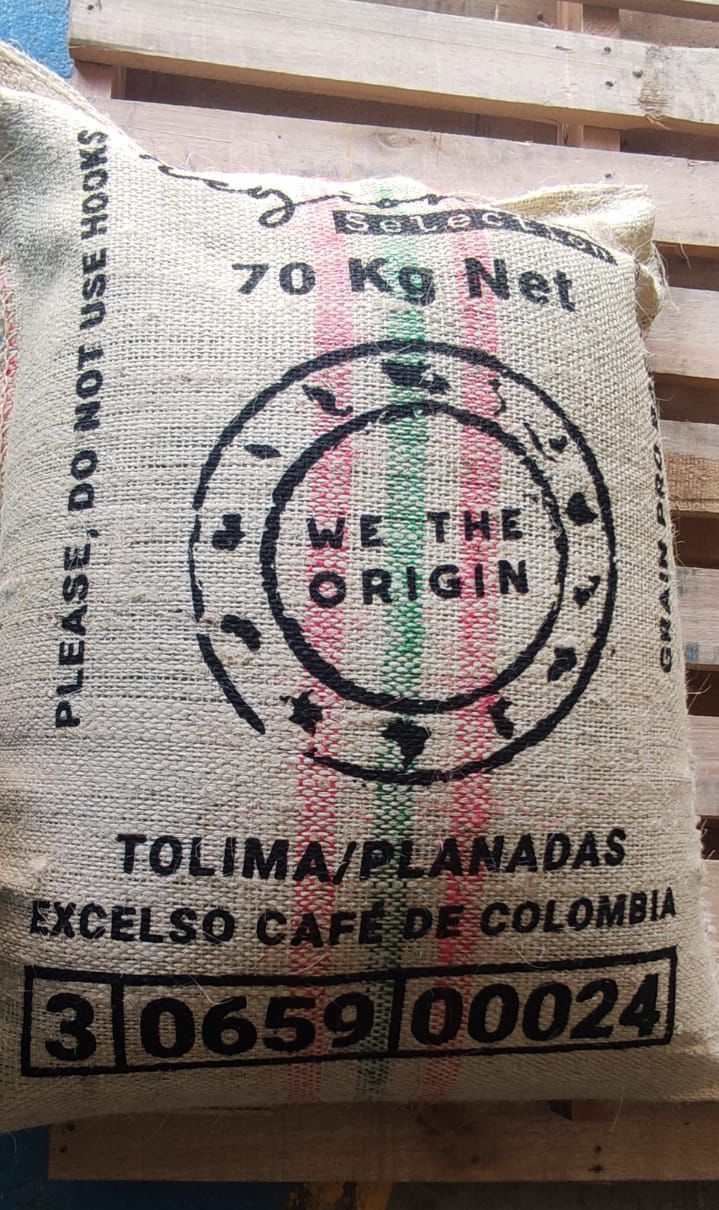 PLEASE, DO NOT USE HOOKS
Selection
70 Kg Net
WE THE
ORIGIN
GRAIN
TOLIMA/PLANADAS
EXCELSO CAFÉ DE COLOMBIA
3 0659 00024